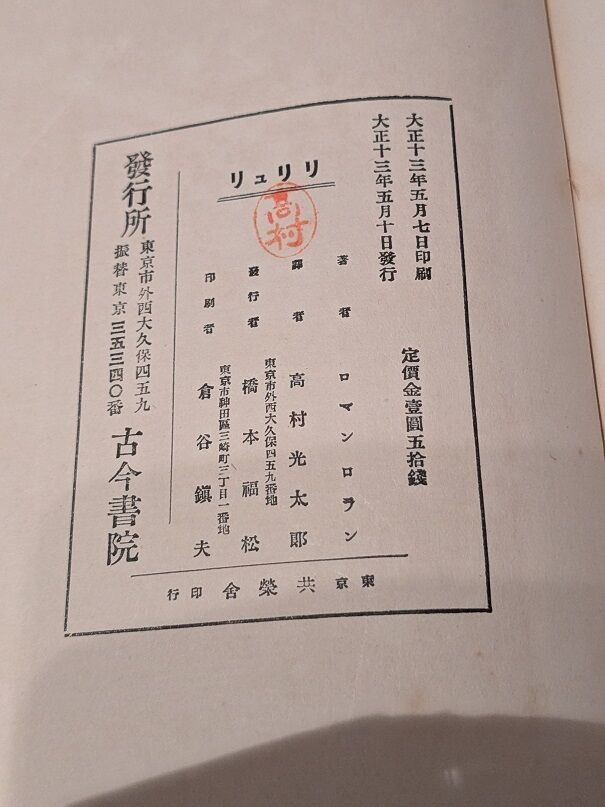 大正十三年五月七日印刷
大正十三年五月十日發行
定價金壹圓五拾錢
リリュリ
高村
著者 ロマンロラン
譯者 高村光太郎
東京市外西大久保四五九番地
發行者 橋本福松
東京市神田區三崎町三丁目一番地
印刷者 倉谷鎭夫
東京 共榮舍印行
發行所
東京市外西大久保四五九
振替東京三五三四〇番
古今書院